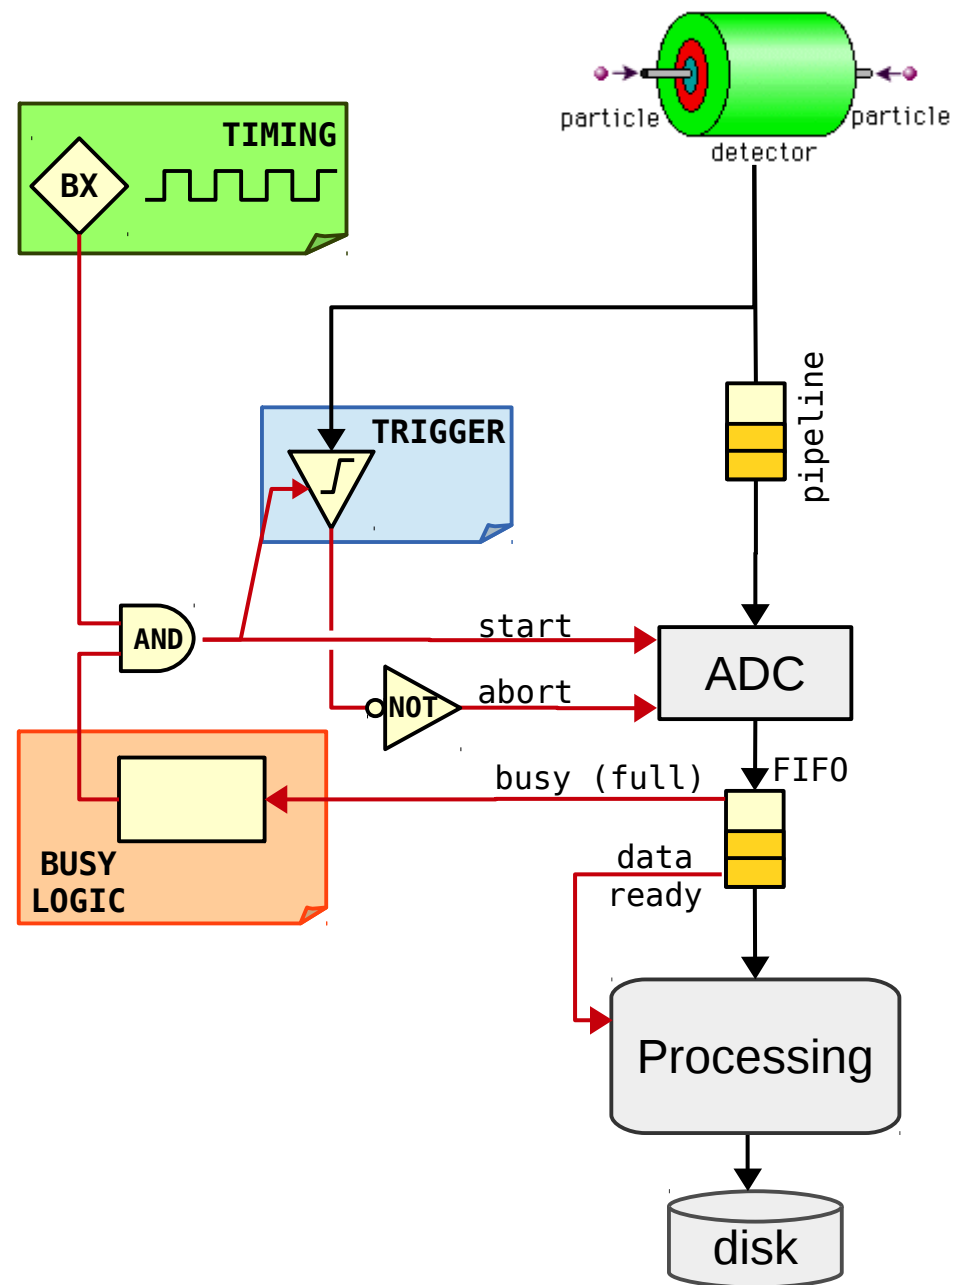 particle
particle
detector
TIMING
BX
pipeline
TRIGGER
start
AND
ADC
abort
NOT
FIFO
busy (full)
data
ready
BUSY
LOGIC
Processing
disk